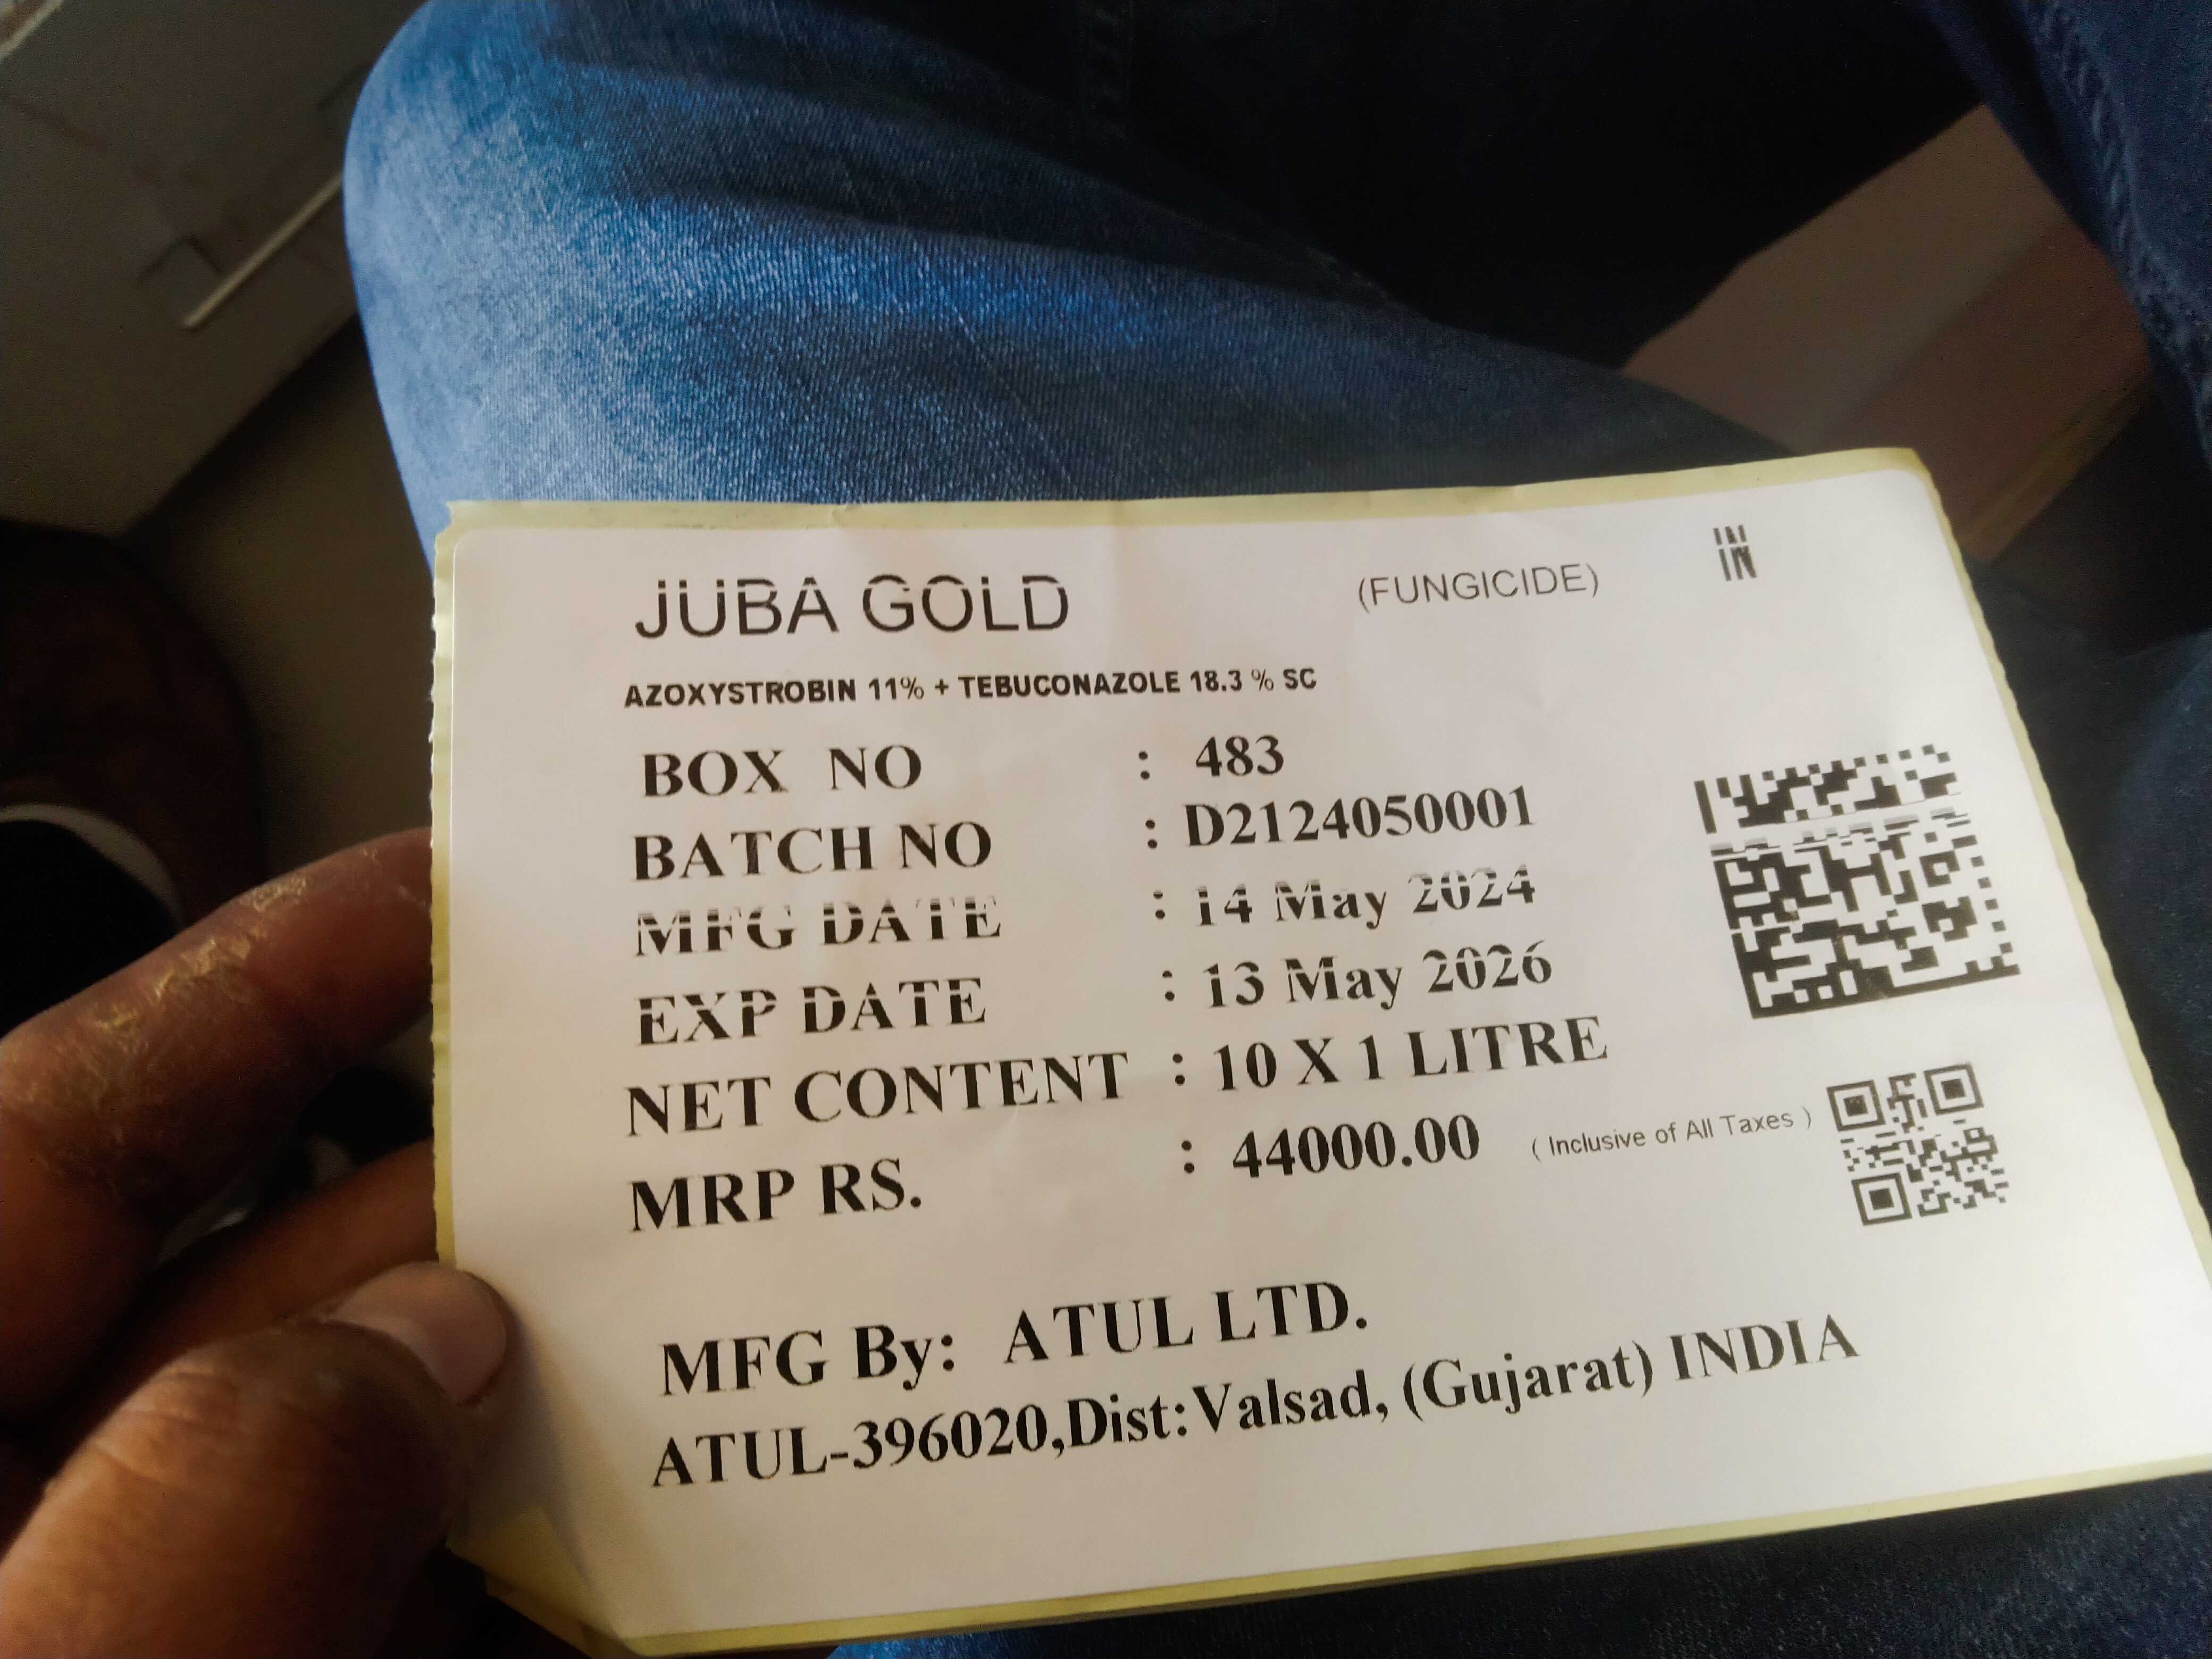 JUBA GOLD (FUNGICIDE) IN
AZOXYSTROBIN 11% + TEBUCONAZOLE 18.3 % SC
BOX NO : 483
BATCH NO : D2124050001
MFG DATE : 14 May 2024
EXP DATE : 13 May 2026
NET CONTENT : 10 X 1 LITRE
MRP RS. : 44000.00 ( Inclusive of All Taxes )
MFG By: ATUL LTD.
ATUL-396020,Dist:Valsad, (Gujarat) INDIA